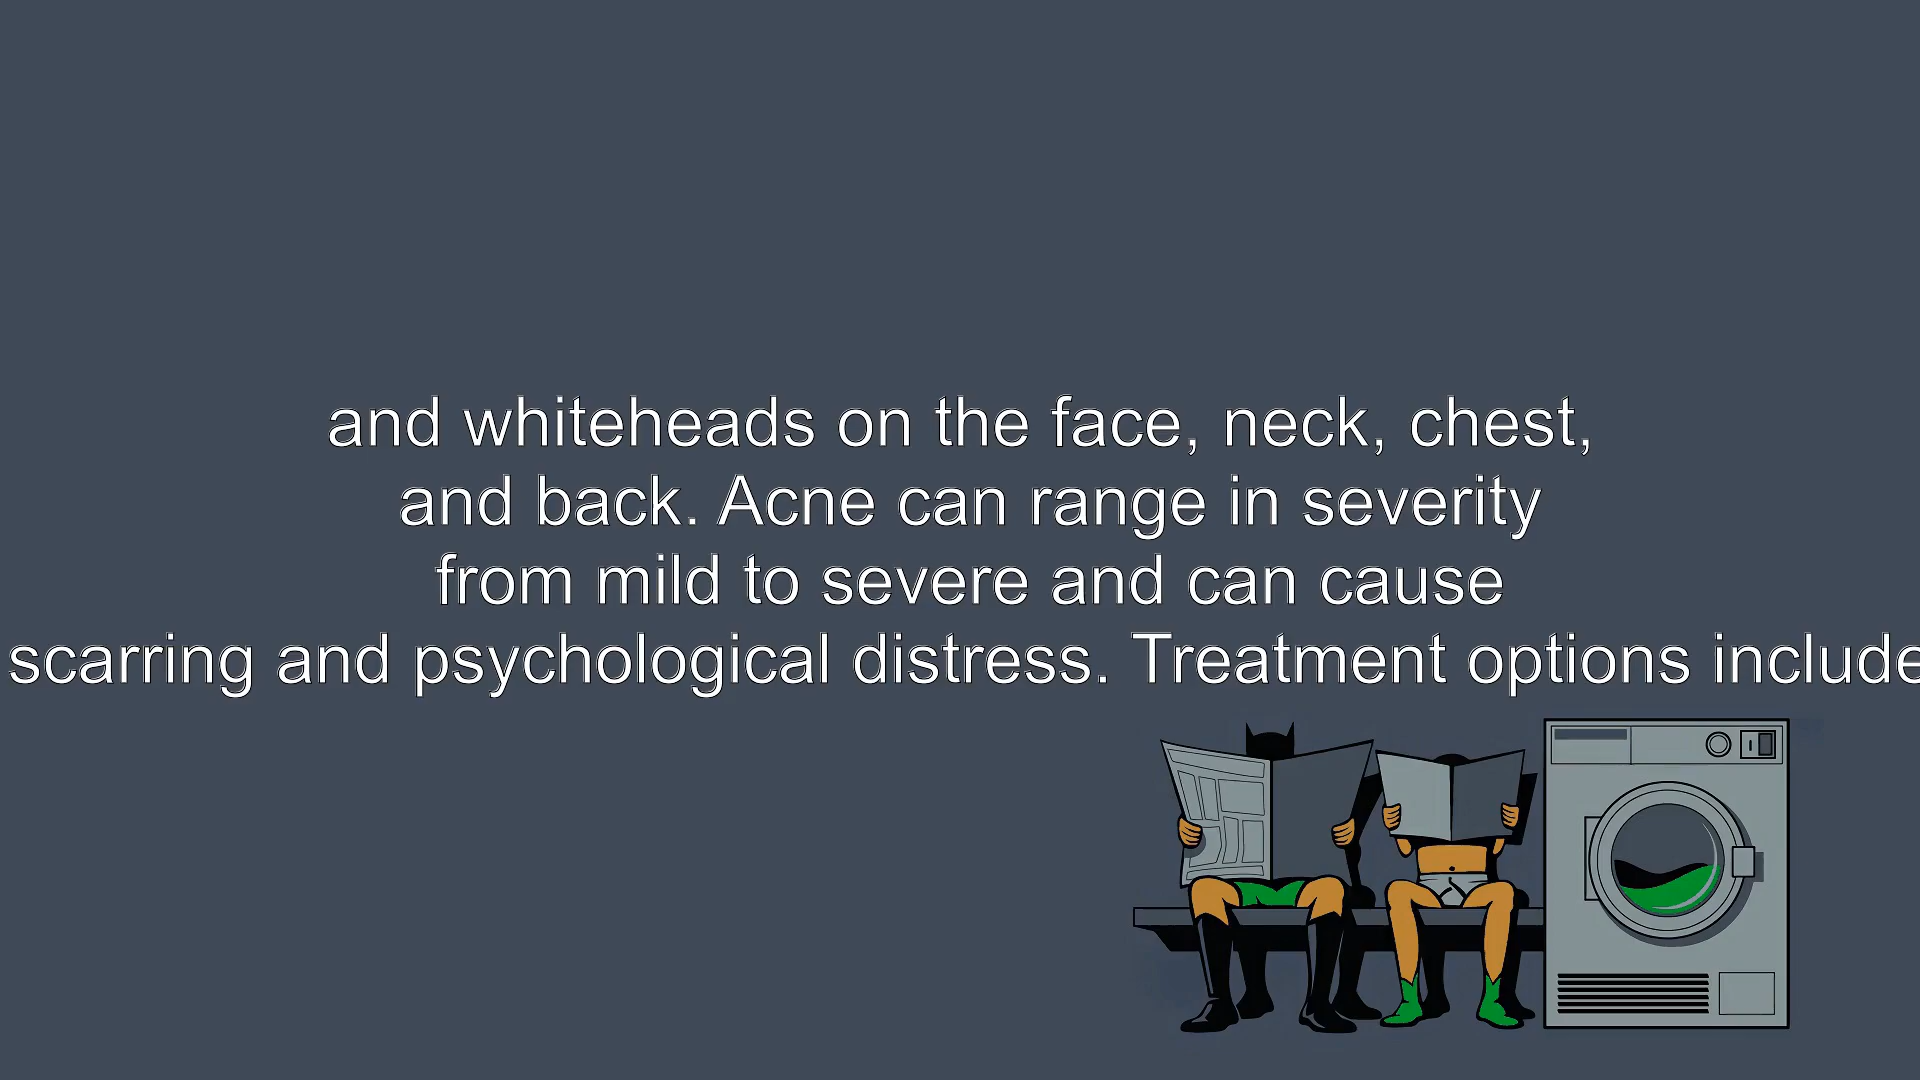 and whiteheads on the face, neck, chest,
and back. Acne can range in severity
from mild to severe and can cause
scarring and psychological distress. Treatment options include